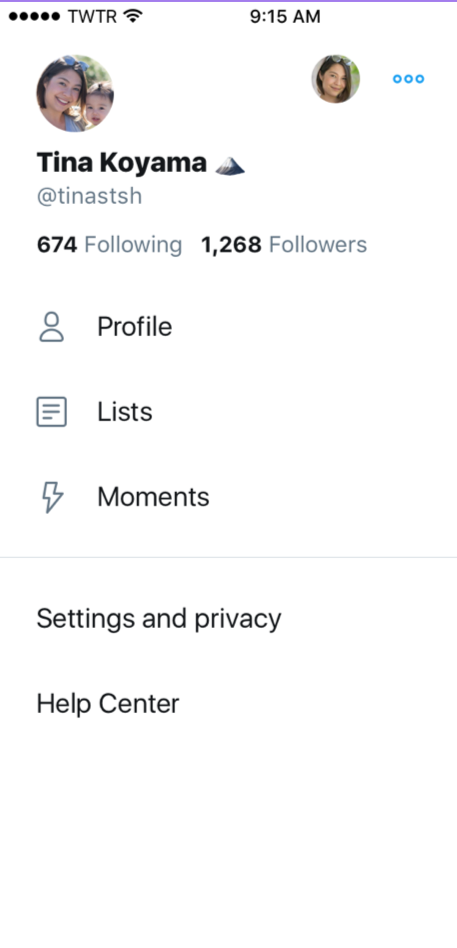 TWTR 9:15 AM
Tina Koyama
@tinastsh
674 Following 1,268 Followers
Profile
Lists
Moments
Settings and privacy
Help Center